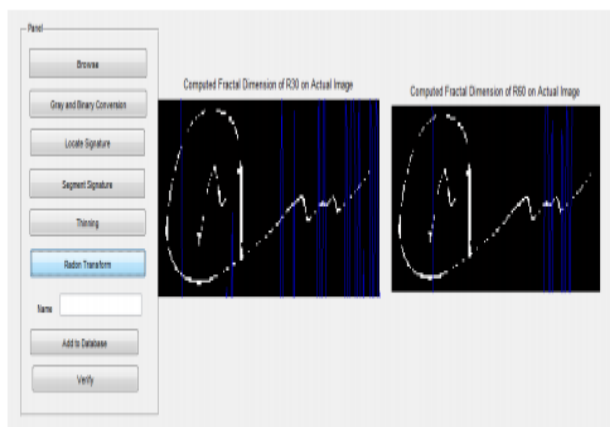 Panel
Browse
Gray and Binary Conversion
Locate Signature
Segment Signature
Thinning
Radon Transform
Name
Add to Database
Verify
Computed Fractal Dimension of R30 on Actual Image
Computed Fractal Dimension of R60 on Actual Image